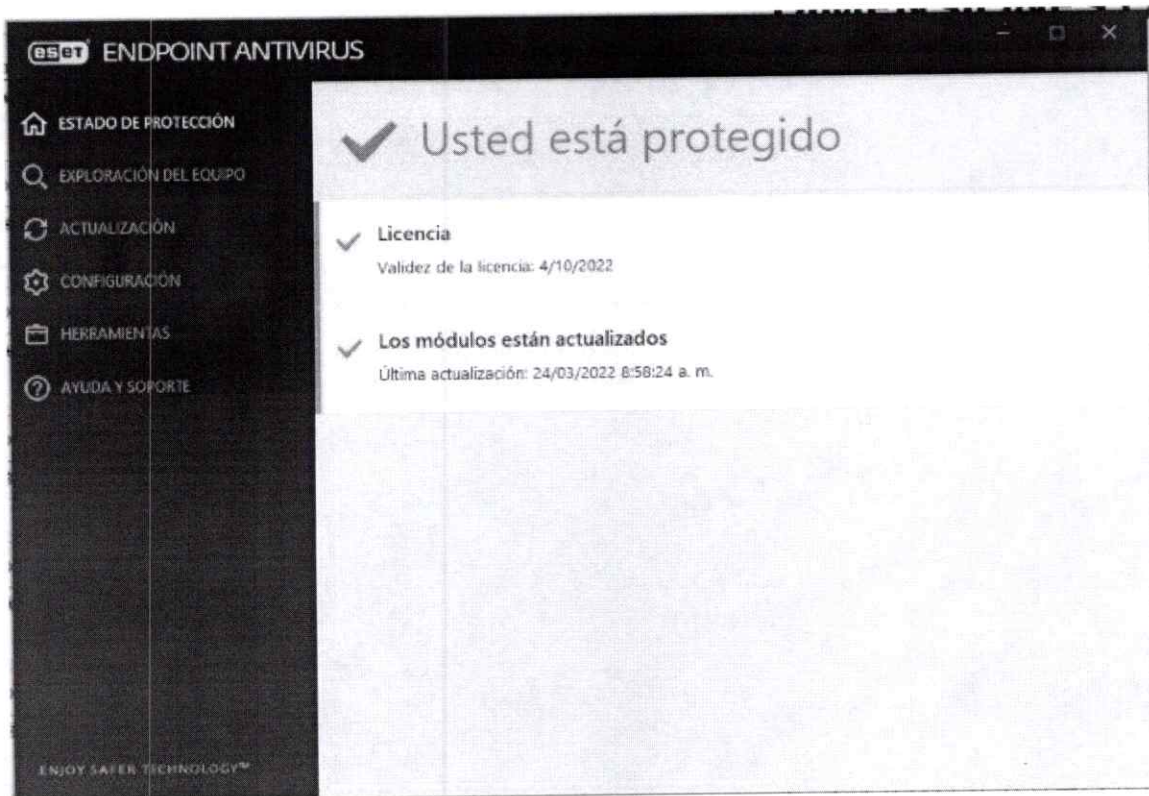 eset ENDPOINT ANTIVIRUS
ESTADO DE PROTECCIÓN
EXPLORACIÓN DEL EQUIPO
ACTUALIZACIÓN
CONFIGURACIÓN
HERRAMIENTAS
AYUDA Y SOPORTE
ENJOY SAFER TECHNOLOGY™
Usted está protegido
Licencia
Validez de la licencia: 4/10/2022
Los módulos están actualizados
Última actualización: 24/03/2022 8:58:24 a. m.